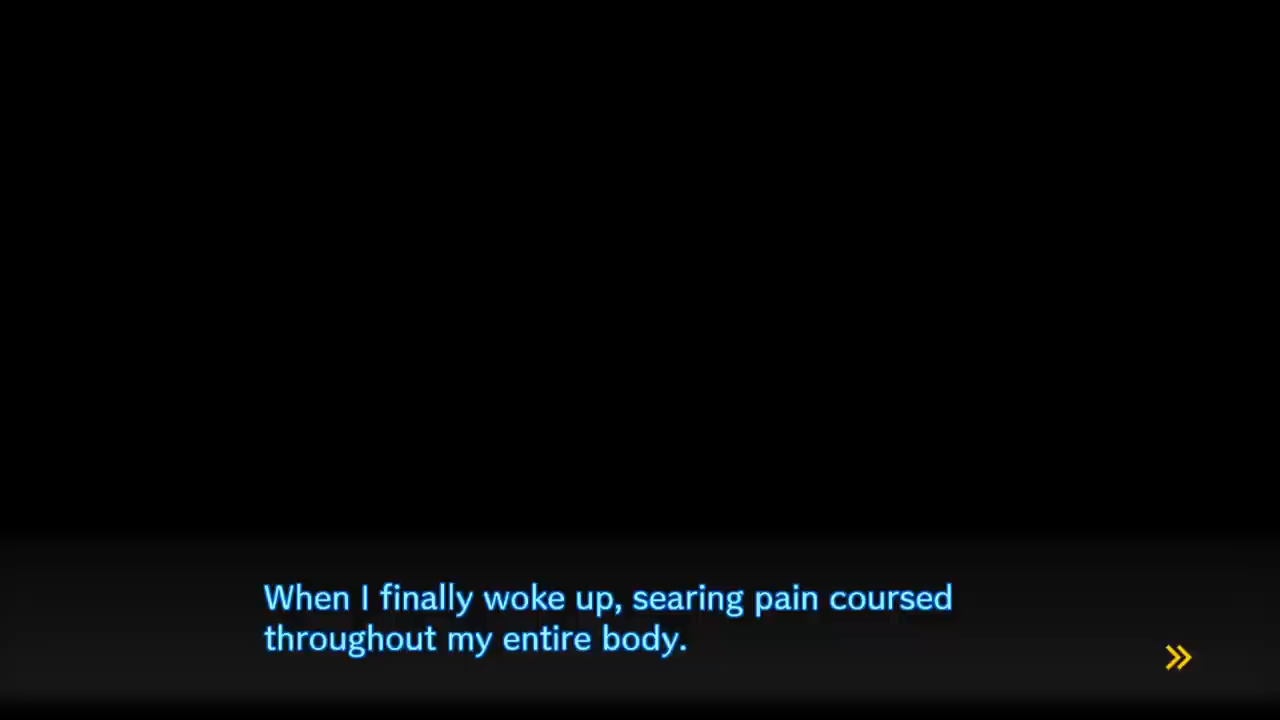 When I finally woke up, searing pain coursed
throughout my entire body.